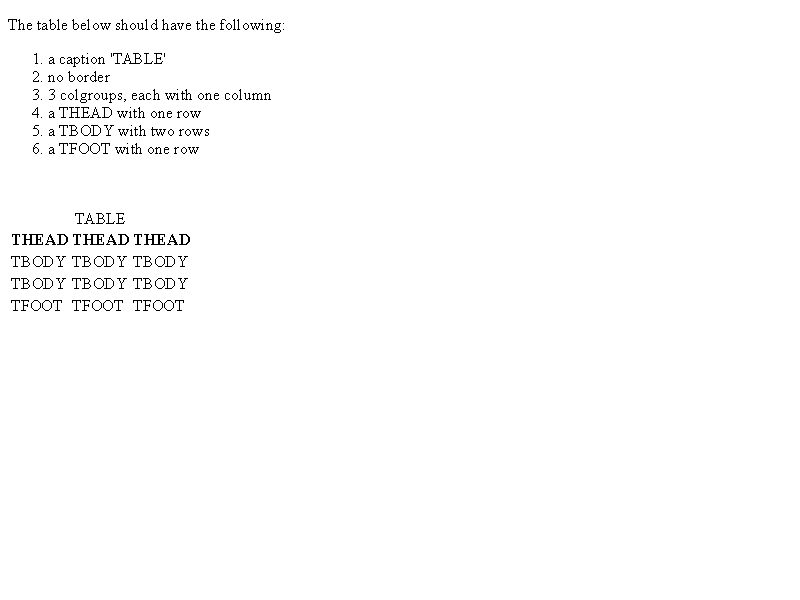 The table below should have the following:
1. a caption 'TABLE'
2. no border
3. 3 colgroups, each with one column
4. a THEAD with one row
5. a TBODY with two rows
6. a TFOOT with one row
TABLE
THEAD THEAD THEAD
TBODY TBODY TBODY
TBODY TBODY TBODY
TFOOT TFOOT TFOOT